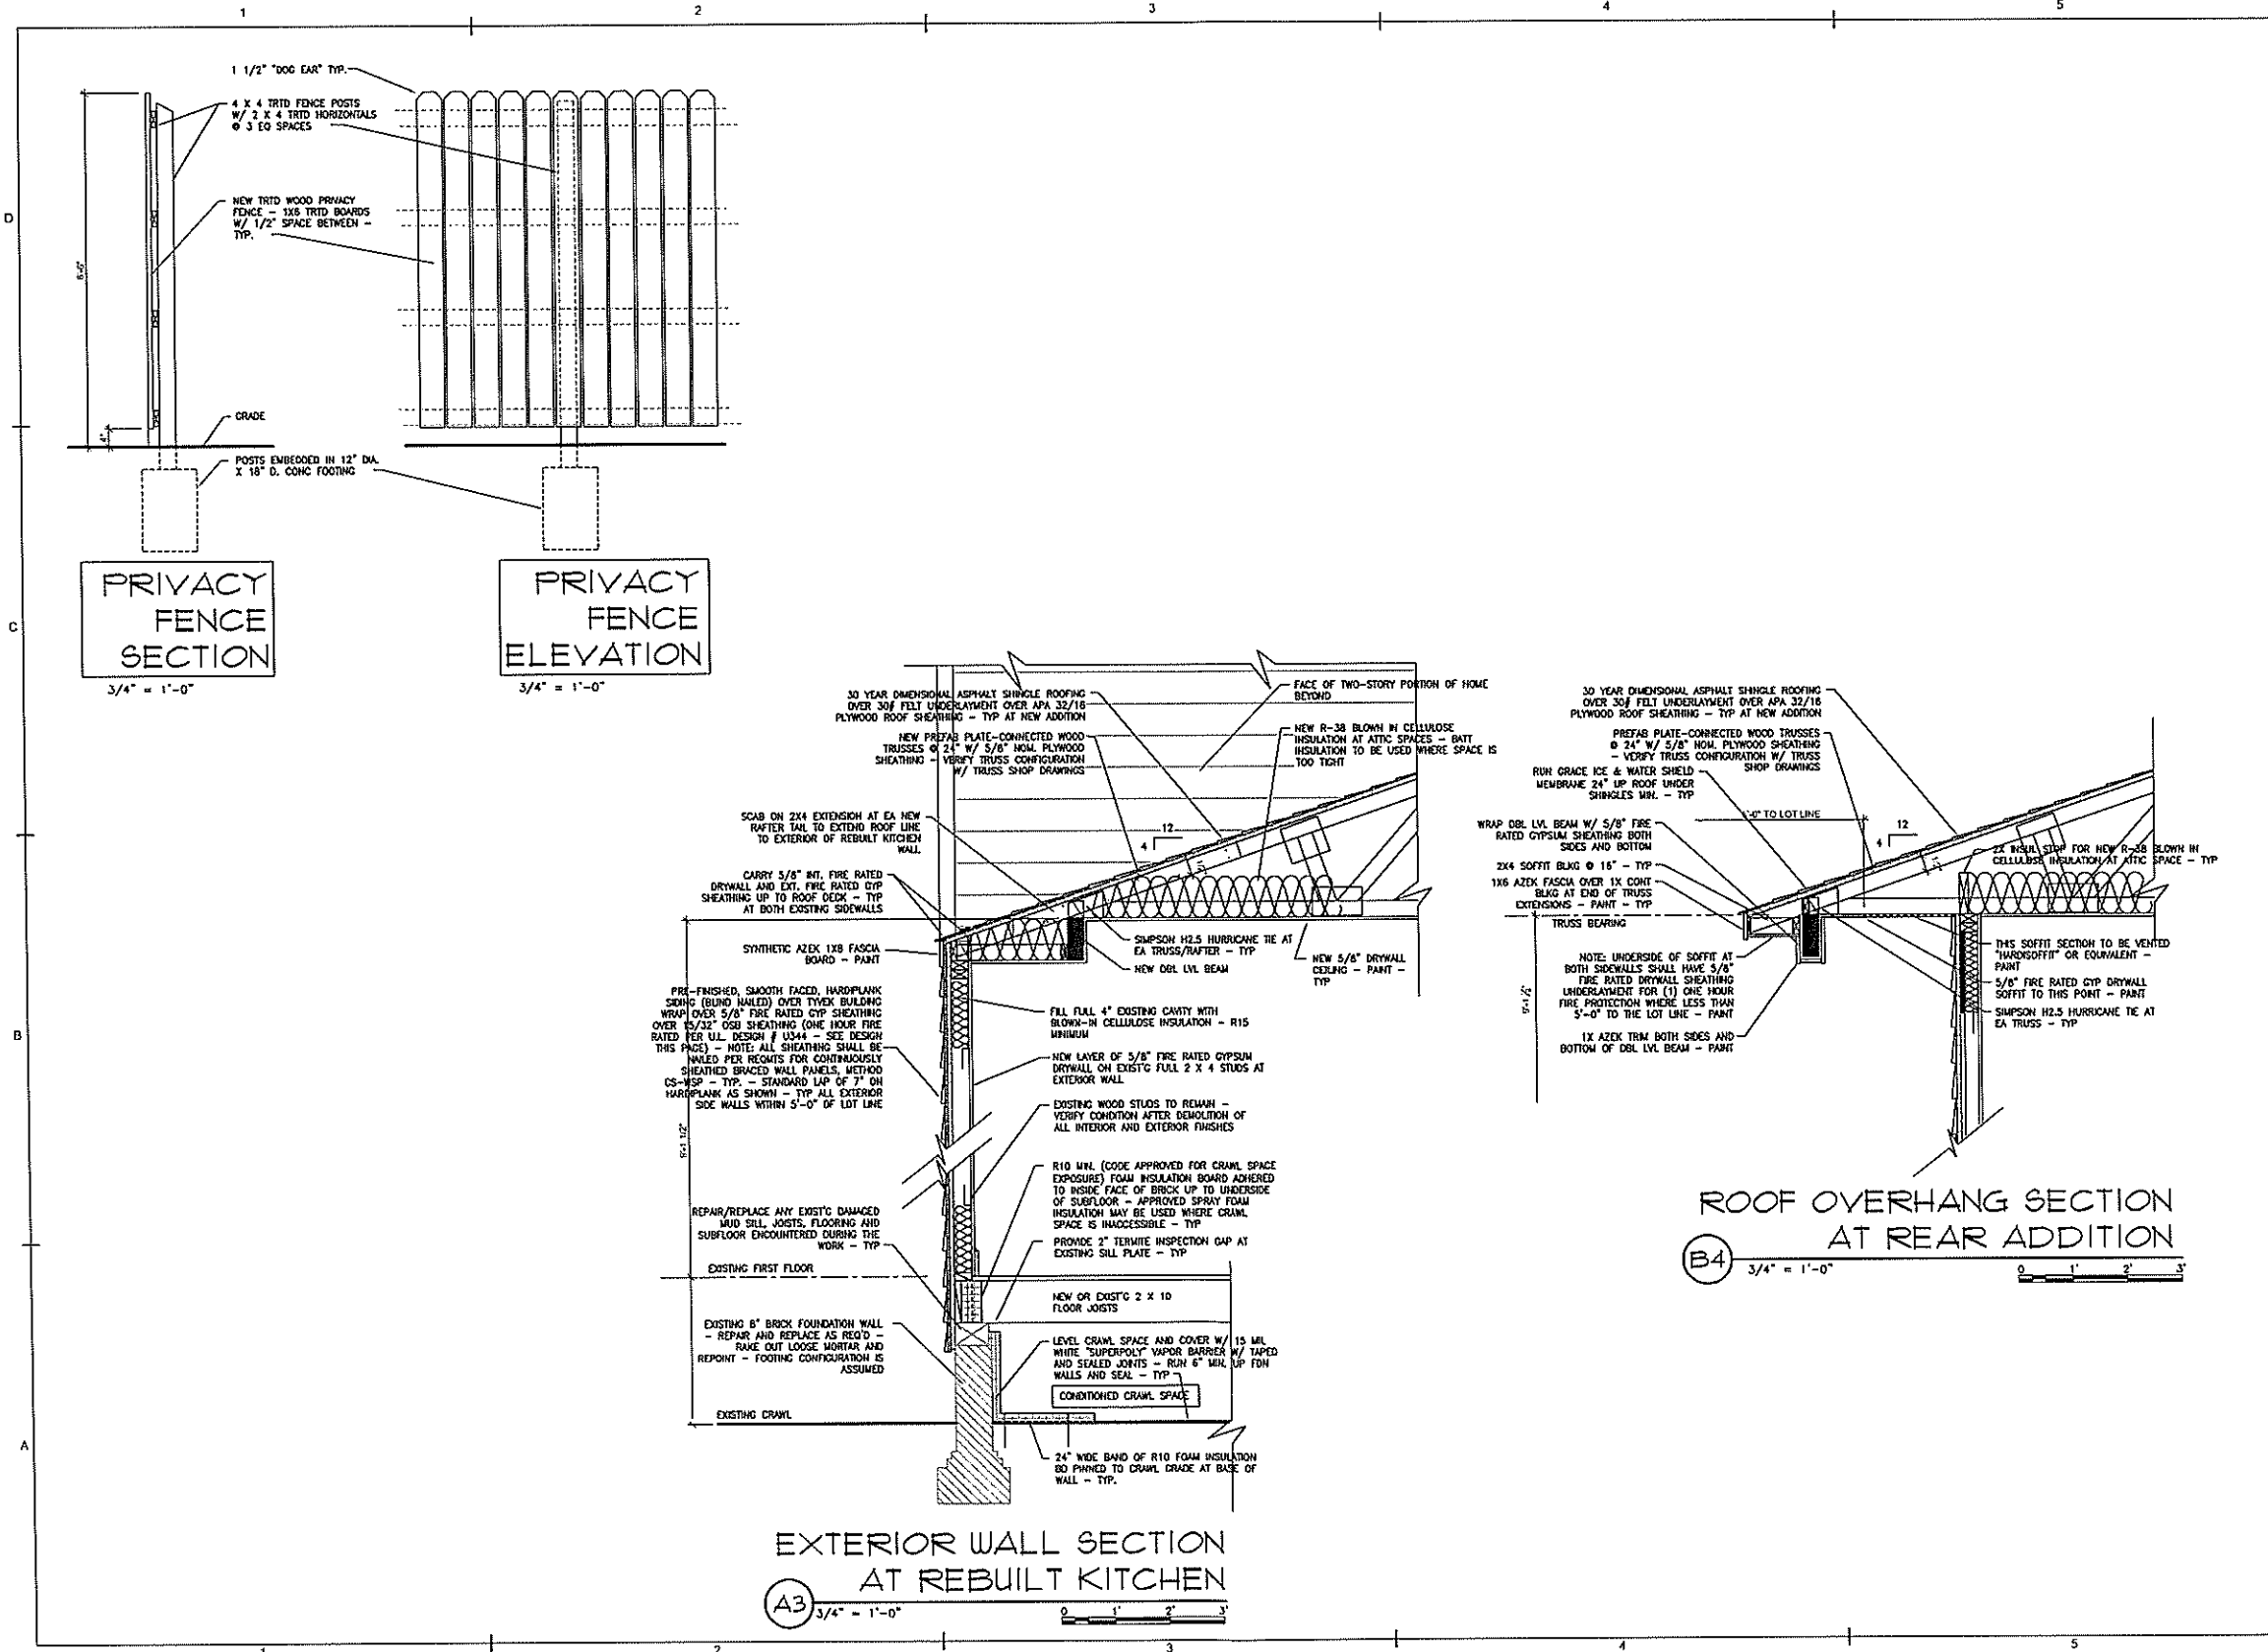 1
2
3
4
5
D
C
B
A
1 1/2" "DOG EAR" TYP.
4 X 4 TRTD FENCE POSTS
W/ 2 X 4 TRTD HORIZONTALS
@ 3 EQ SPACES
NEW TRTD WOOD PRIVACY
FENCE - 1X6 TRTD BOARDS
W/ 1/2" SPACE BETWEEN -
TYP.
4"
GRADE
POSTS EMBEDDED IN 12" DIA.
X 18" D. CONC FOOTING
PRIVACY
FENCE
SECTION
3/4" = 1'-0"
PRIVACY
FENCE
ELEVATION
3/4" = 1'-0"
30 YEAR DIMENSIONAL ASPHALT SHINGLE ROOFING
OVER 30# FELT UNDERLAYMENT OVER APA 32/16
PLYWOOD ROOF SHEATHING - TYP AT NEW ADDITION
NEW PREFAB PLATE-CONNECTED WOOD
TRUSSES @ 24" W/ 5/8" NOM. PLYWOOD
SHEATHING - VERIFY TRUSS CONFIGURATION
W/ TRUSS SHOP DRAWINGS
SCAB ON 2X4 EXTENSION AT EA NEW
RAFTER TAIL TO EXTEND ROOF LINE
TO EXTERIOR OF REBUILT KITCHEN
WALL.
CARRY 5/8" INT. FIRE RATED
DRYWALL AND EXT. FIRE RATED GYP
SHEATHING UP TO ROOF DECK - TYP
AT BOTH EXISTING SIDEWALLS
SYNTHETIC AZEK 1X8 FASCIA
BOARD - PAINT
PRE-FINISHED, SMOOTH FACED, HARDIPLANK
SIDING (BLIND NAILED) OVER TYVEK BUILDING
WRAP OVER 5/8" FIRE RATED GYP SHEATHING
OVER 15/32" OSB SHEATHING (ONE HOUR FIRE
RATED PER U.L. DESIGN # U344 - SEE DESIGN
THIS PAGE) - NOTE: ALL SHEATHING SHALL BE
NAILED PER REQMTS FOR CONTINUOUSLY
SHEATHED BRACED WALL PANELS, METHOD
CS-WSP - TYP. - STANDARD LAP OF 7" ON
HARDIPLANK AS SHOWN - TYP ALL EXTERIOR
SIDE WALLS WITHIN 5'-0" OF LOT LINE
REPAIR/REPLACE ANY EXIST'G DAMAGED
MUD SILL, JOISTS, FLOORING AND
SUBFLOOR ENCOUNTERED DURING THE
WORK - TYP
EXISTING FIRST FLOOR
EXISTING 8" BRICK FOUNDATION WALL
- REPAIR AND REPLACE AS REQ'D -
RAKE OUT LOOSE MORTAR AND
REPOINT - FOOTING CONFIGURATION IS
ASSUMED
EXISTING CRAWL
FACE OF TWO-STORY PORTION OF HOME
BEYOND
NEW R-38 BLOWN IN CELLULOSE
INSULATION AT ATTIC SPACES - BATT
INSULATION TO BE USED WHERE SPACE IS
TOO TIGHT
12
4
SIMPSON H2.5 HURRICANE TIE AT
EA TRUSS/RAFTER - TYP
NEW DBL LVL BEAM
NEW 5/8" DRYWALL
CEILING - PAINT -
TYP
FILL FULL 4" EXISTING CAVITY WITH
BLOWN-IN CELLULOSE INSULATION - R15
MINIMUM
NEW LAYER OF 5/8" FIRE RATED GYPSUM
DRYWALL ON EXIST'G FULL 2 X 4 STUDS AT
EXTERIOR WALL
EXISTING WOOD STUDS TO REMAIN -
VERIFY CONDITION AFTER DEMOLITION OF
ALL INTERIOR AND EXTERIOR FINISHES
R10 MIN. (CODE APPROVED FOR CRAWL SPACE
EXPOSURE) FOAM INSULATION BOARD ADHERED
TO INSIDE FACE OF BRICK UP TO UNDERSIDE
OF SUBFLOOR - APPROVED SPRAY FOAM
INSULATION MAY BE USED WHERE CRAWL
SPACE IS INACCESSIBLE - TYP
PROVIDE 2" TERMITE INSPECTION GAP AT
EXISTING SILL PLATE - TYP
NEW OR EXIST'G 2 X 10
FLOOR JOISTS
LEVEL CRAWL SPACE AND COVER W/ 15 MIL
WHITE "SUPERPOLY" VAPOR BARRIER W/ TAPED
AND SEALED JOINTS - RUN 6" MIN. UP FDN
WALLS AND SEAL - TYP
CONDITIONED CRAWL SPACE
24" WIDE BAND OF R10 FOAM INSULATION
BD PINNED TO CRAWL GRADE AT BASE OF
WALL - TYP.
EXTERIOR WALL SECTION
AT REBUILT KITCHEN
A3
3/4" = 1'-0"
0 1' 2' 3'
30 YEAR DIMENSIONAL ASPHALT SHINGLE ROOFING
OVER 30# FELT UNDERLAYMENT OVER APA 32/16
PLYWOOD ROOF SHEATHING - TYP AT NEW ADDITION
PREFAB PLATE-CONNECTED WOOD TRUSSES
@ 24" W/ 5/8" NOM. PLYWOOD SHEATHING
- VERIFY TRUSS CONFIGURATION W/ TRUSS
SHOP DRAWINGS
RUN GRACE ICE & WATER SHIELD
MEMBRANE 24" UP ROOF UNDER
SHINGLES MIN. - TYP
TO LOT LINE
WRAP DBL LVL BEAM W/ 5/8" FIRE
RATED GYPSUM SHEATHING BOTH
SIDES AND BOTTOM
2X4 SOFFIT BLKG @ 16" - TYP
1X6 AZEK FASCIA OVER 1X CONT
BLKG AT END OF TRUSS
EXTENSIONS - PAINT - TYP
TRUSS BEARING
NOTE: UNDERSIDE OF SOFFIT AT
BOTH SIDEWALLS SHALL HAVE 5/8"
FIRE RATED DRYWALL SHEATHING
UNDERLAYMENT FOR (1) ONE HOUR
FIRE PROTECTION WHERE LESS THAN
5'-0" TO THE LOT LINE - PAINT
1X AZEK TRIM BOTH SIDES AND
BOTTOM OF DBL LVL BEAM - PAINT
12
4
2X INSUL STOP FOR NEW R-38 BLOWN IN
CELLULOSE INSULATION AT ATTIC SPACE - TYP
THIS SOFFIT SECTION TO BE VENTED
"HARDISOFFIT" OR EQUIVALENT -
PAINT
5/8" FIRE RATED GYP DRYWALL
SOFFIT TO THIS POINT - PAINT
SIMPSON H2.5 HURRICANE TIE AT
EA TRUSS - TYP
ROOF OVERHANG SECTION
AT REAR ADDITION
B4
3/4" = 1'-0"
0 1' 2' 3'
2
3
4
5